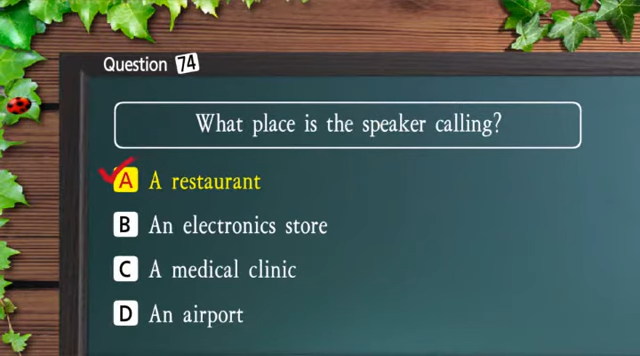 Question 74
What place is the speaker calling?
A A restaurant
B An electronics store
C A medical clinic
D An airport